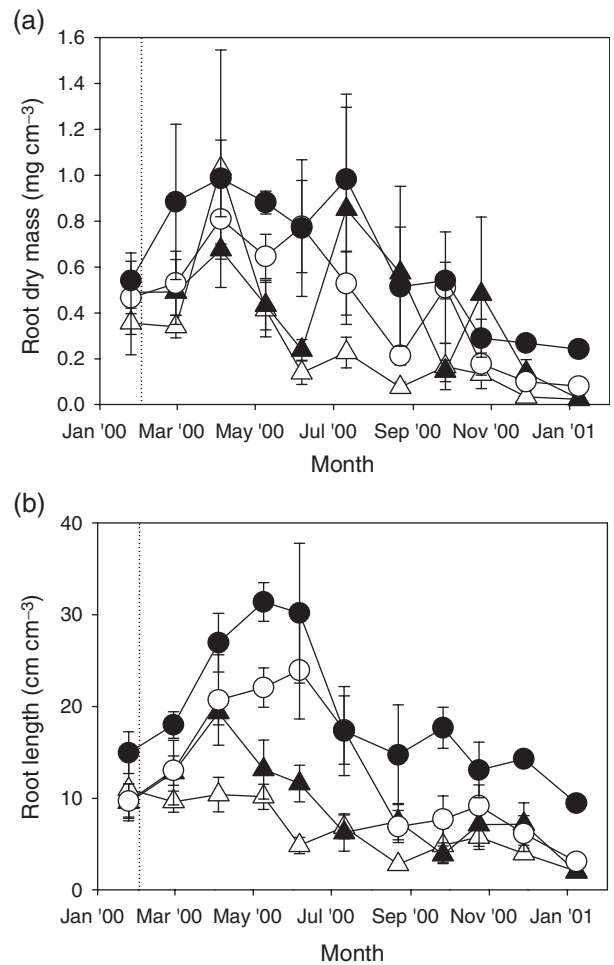 (a)
1.6
1.4
1.2
1.0
0.8
0.6
0.4
0.2
0.0
Root dry mass (mg cm⁻³)
Jan '00 Mar '00 May '00 Jul '00 Sep '00 Nov '00 Jan '01
Month
(b)
40
30
20
10
0
Root length (cm cm⁻³)
Jan '00 Mar '00 May '00 Jul '00 Sep '00 Nov '00 Jan '01
Month